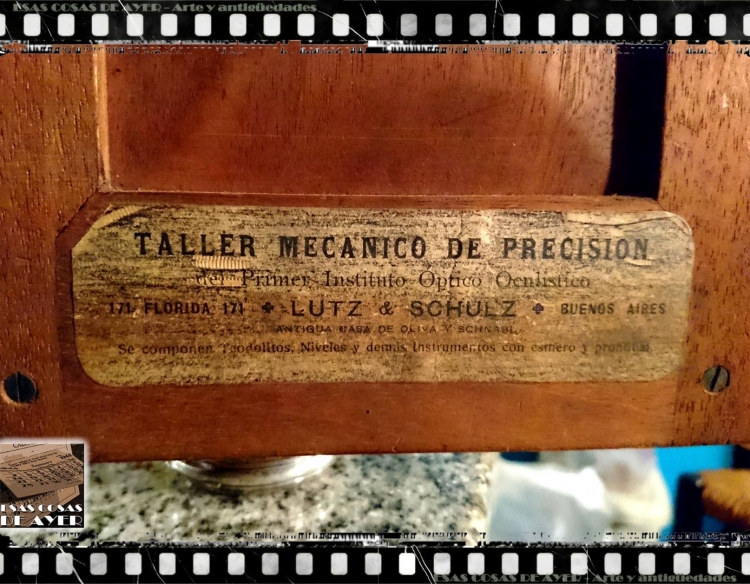 ESAS COSAS DE AYER - Arte y antigüedades
TALLER MECANICO DE PRECISION
del Primer Instituto Optico Oculistico
171 FLORIDA 171 ✦ LUTZ & SCHULZ ✦ BUENOS AIRES
ANTIGUA CASA DE OLIVA Y SCHNABL
Se componen Teodolitos, Niveles y demás Instrumentos con esmero y prontitud
ESAS COSAS
DE AYER
ESAS COSAS DE AYER - Arte y antigüedades